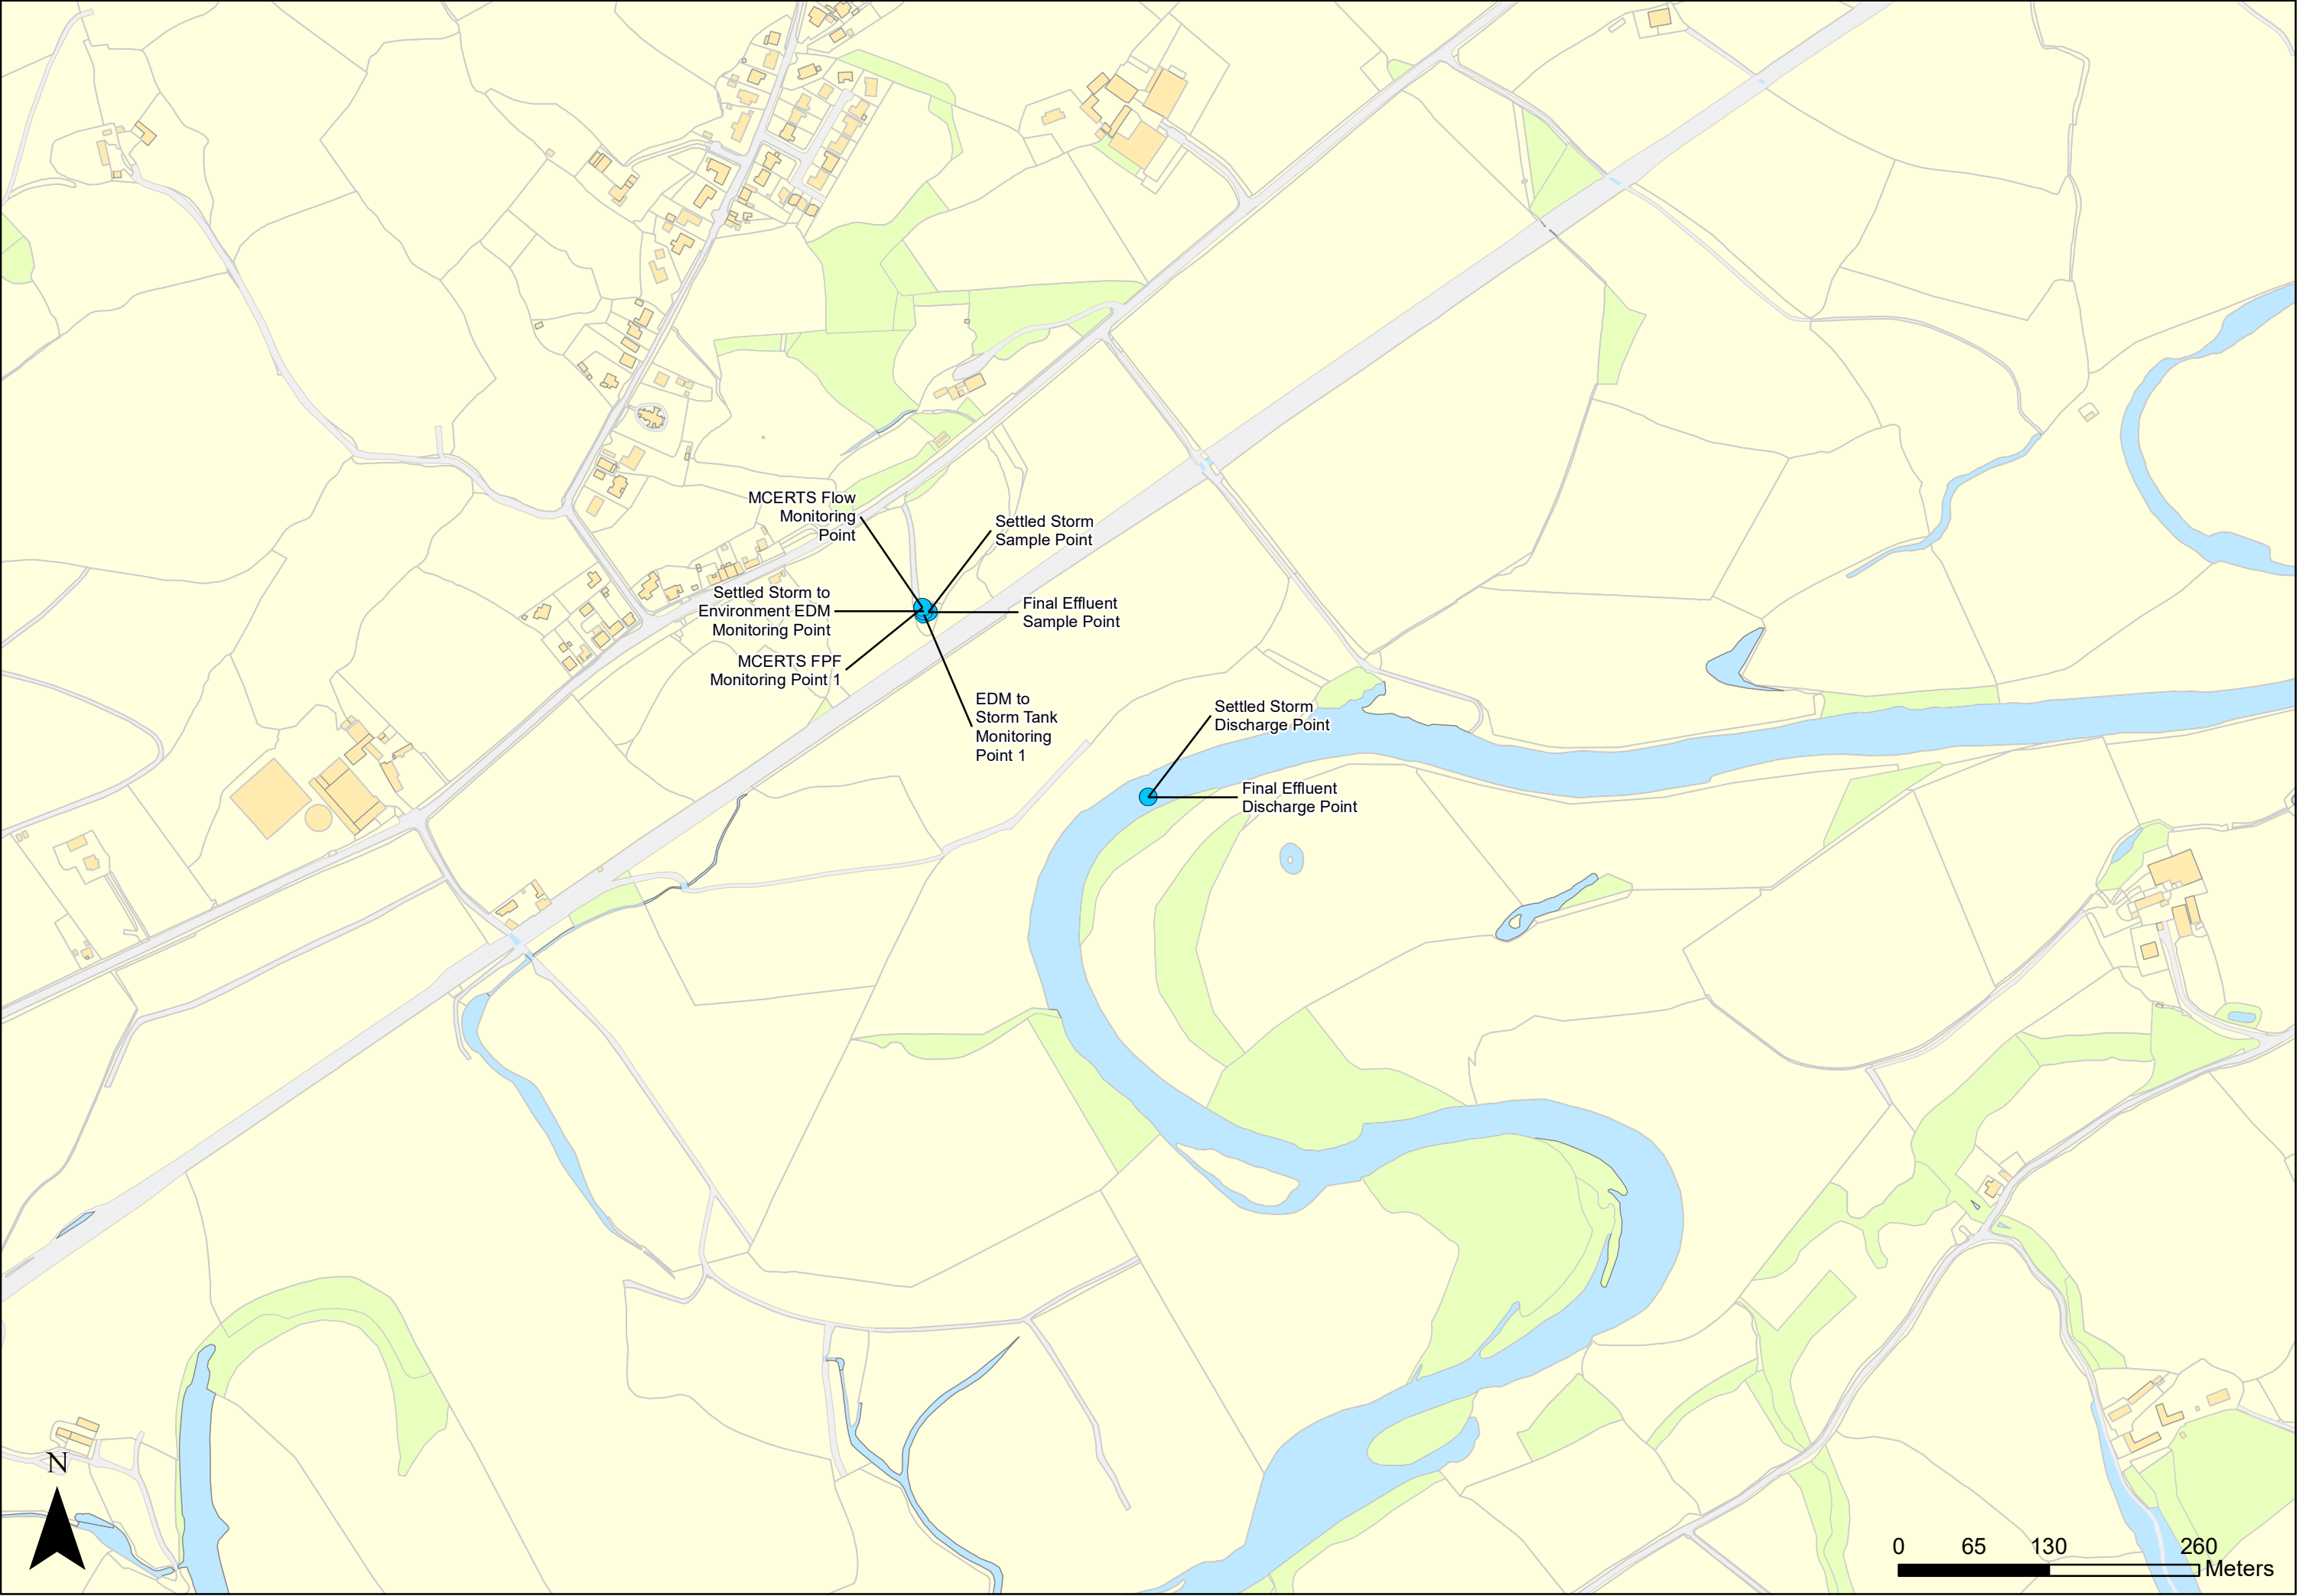 MCERTS Flow
Monitoring
Point
Settled Storm
Sample Point
Settled Storm to
Environment EDM
Monitoring Point
Final Effluent
Sample Point
MCERTS FPF
Monitoring Point 1
EDM to
Storm Tank
Monitoring
Point 1
Settled Storm
Discharge Point
Final Effluent
Discharge Point
N
0 65 130 260
Meters